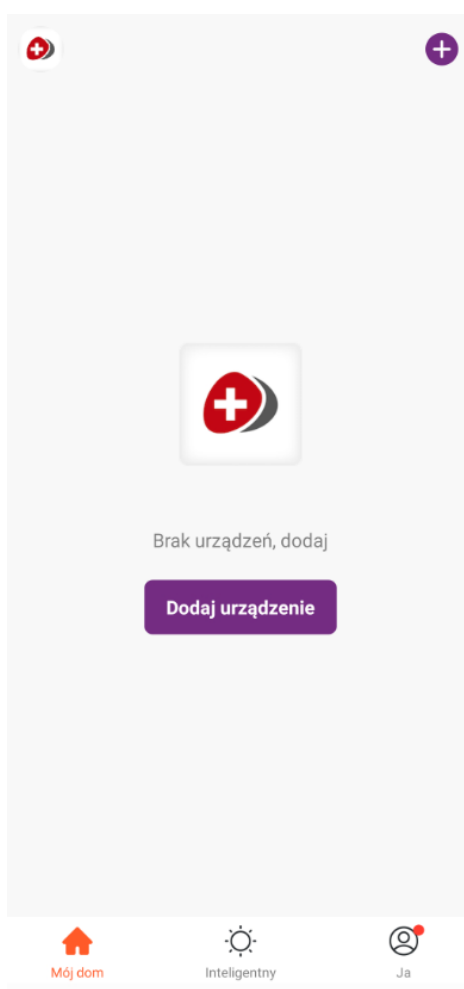 Brak urządzeń, dodaj
Dodaj urządzenie
Mój dom
Inteligentny
Ja